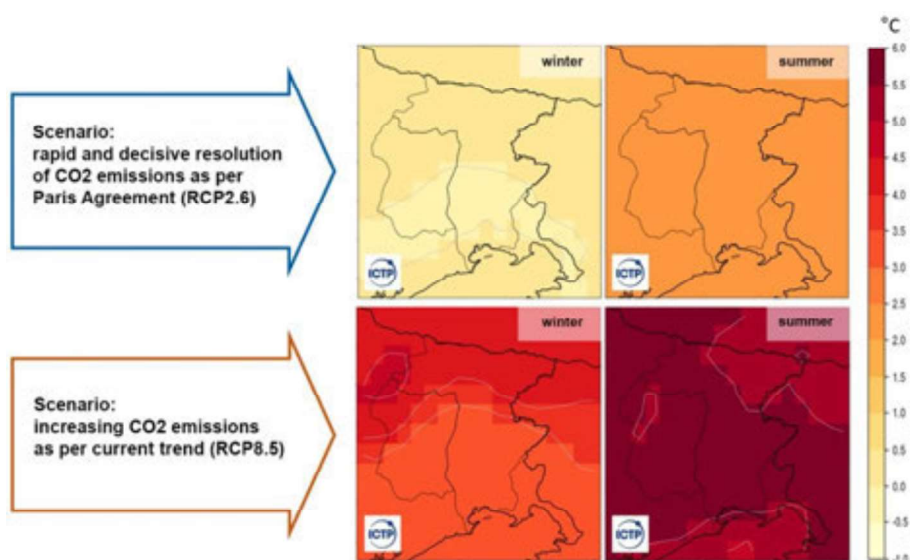 °C
winter
summer
6.0
5.5
5.0
4.5
4.0
3.5
3.0
2.5
2.0
1.5
1.0
0.5
0.0
-0.5
-1.0
Scenario:
rapid and decisive resolution
of CO2 emissions as per
Paris Agreement (RCP2.6)
ICTP
ICTP
winter
summer
Scenario:
increasing CO2 emissions
as per current trend (RCP8.5)
ICTP
ICTP